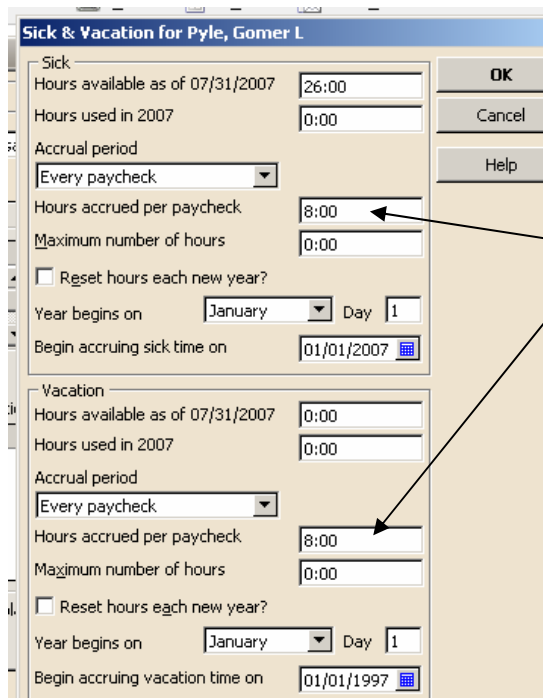 Sick & Vacation for Pyle, Gomer L
Sick
Hours available as of 07/31/2007 26:00
OK
Hours used in 2007 0:00
Cancel
Accrual period
Every paycheck
Help
Hours accrued per paycheck 8:00
Maximum number of hours 0:00
Reset hours each new year?
Year begins on January Day 1
Begin accruing sick time on 01/01/2007
Vacation
Hours available as of 07/31/2007 0:00
Hours used in 2007 0:00
Accrual period
Every paycheck
Hours accrued per paycheck 8:00
Maximum number of hours 0:00
Reset hours each new year?
Year begins on January Day 1
Begin accruing vacation time on 01/01/1997